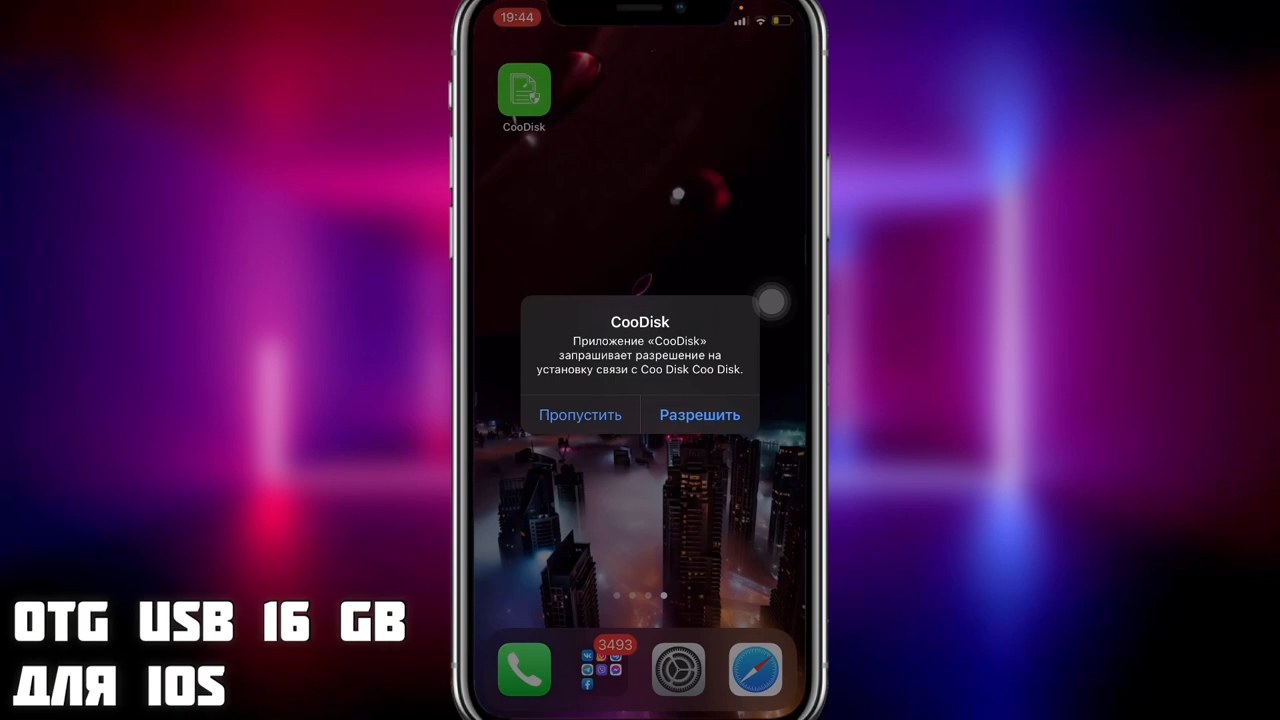 19:44
CooDisk
CooDisk
Приложение «CooDisk»
запрашивает разрешение на
установку связи с Coo Disk Coo Disk.
Пропустить
Разрешить
3493
OTG USB 16 GB
ДЛЯ IOS